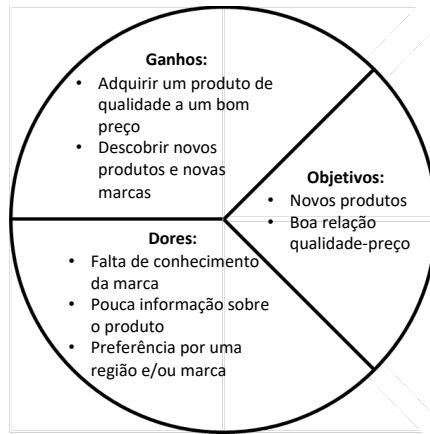 Ganhos:
• Adquirir um produto de
qualidade a um bom
preço
• Descobrir novos
produtos e novas
marcas
Objetivos:
• Novos produtos
• Boa relação
qualidade-preço
Dores:
• Falta de conhecimento
da marca
• Pouca informação sobre
o produto
• Preferência por uma
região e/ou marca